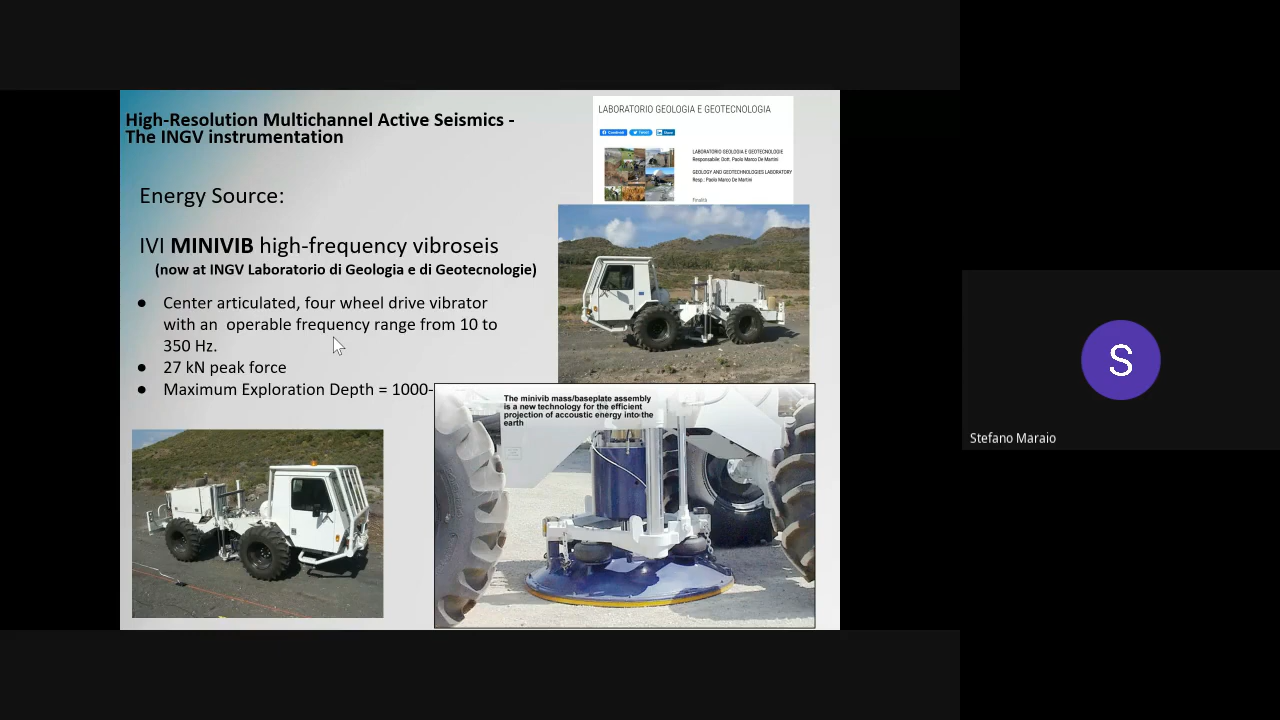 High-Resolution Multichannel Active Seismics -
The INGV instrumentation
Energy Source:
IVI MINIVIB high-frequency vibroseis
(now at INGV Laboratorio di Geologia e di Geotecnologie)
● Center articulated, four wheel drive vibrator
with an operable frequency range from 10 to
350 Hz.
● 27 kN peak force
● Maximum Exploration Depth = 1000-
LABORATORIO GEOLOGIA E GEOTECNOLOGIA
Condividi Tweet Share
LABORATORIO GEOLOGIA E GEOTECNOLOGIE
Responsabile: Dott. Paolo Marco De Martini
GEOLOGY AND GEOTECHNOLOGIES LABORATORY
Resp.: Paolo Marco De Martini
Finalità
The minivib mass/baseplate assembly
is a new technology for the efficient
projection of accoustic energy into the
earth
S
Stefano Maraio